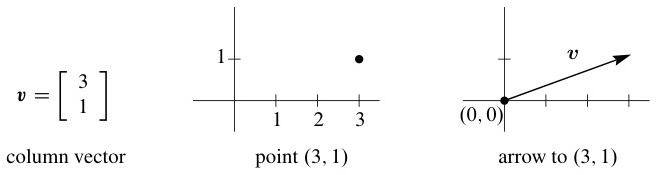 v = [ 3 1 ]
column vector
1
1 2 3
point (3, 1)
v
(0, 0)
arrow to (3, 1)